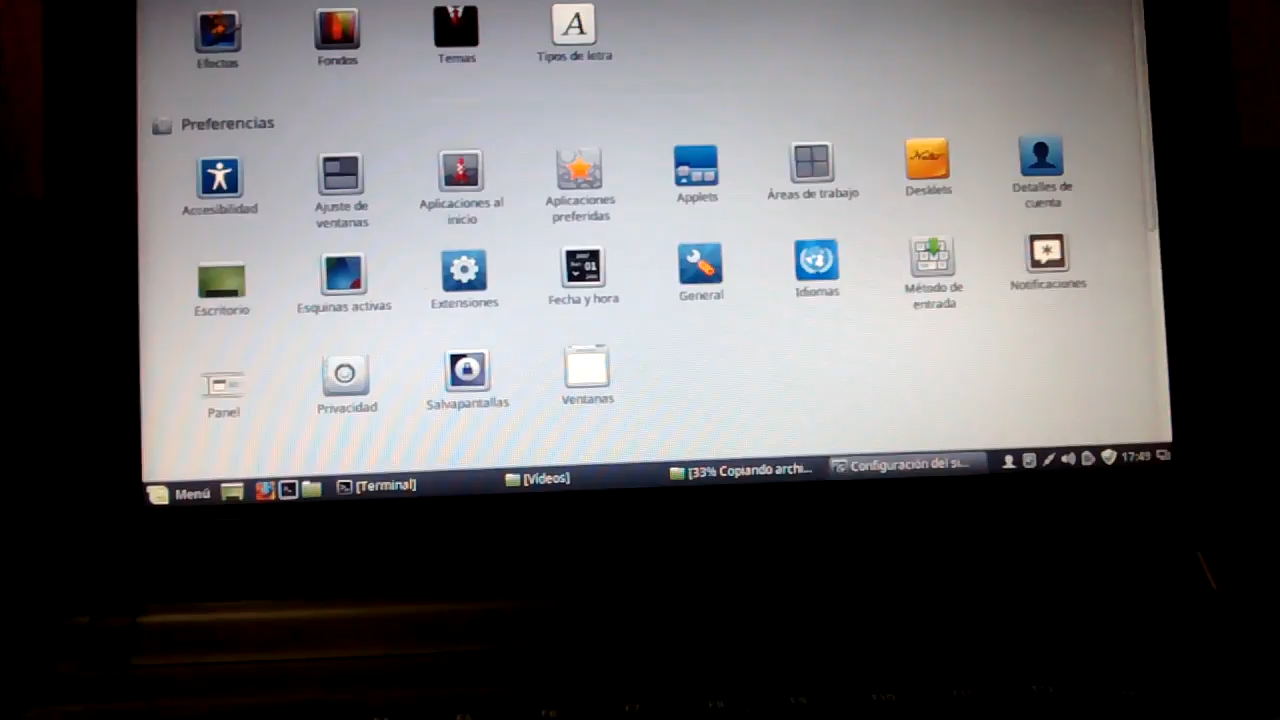 Efectos
Fondos
Temas
Tipos de letra
Preferencias
Accesibilidad
Ajuste de
ventanas
Aplicaciones al
inicio
Aplicaciones
preferidas
Applets
Áreas de trabajo
Desklets
Detalles de
cuenta
Escritorio
Esquinas activas
Extensiones
Fecha y hora
General
Idiomas
Método de
entrada
Notificaciones
Panel
Privacidad
Salvapantallas
Ventanas
Menú
[Terminal]
[Vídeos]
[33% Copiando archi...
Configuración del si...
17:49